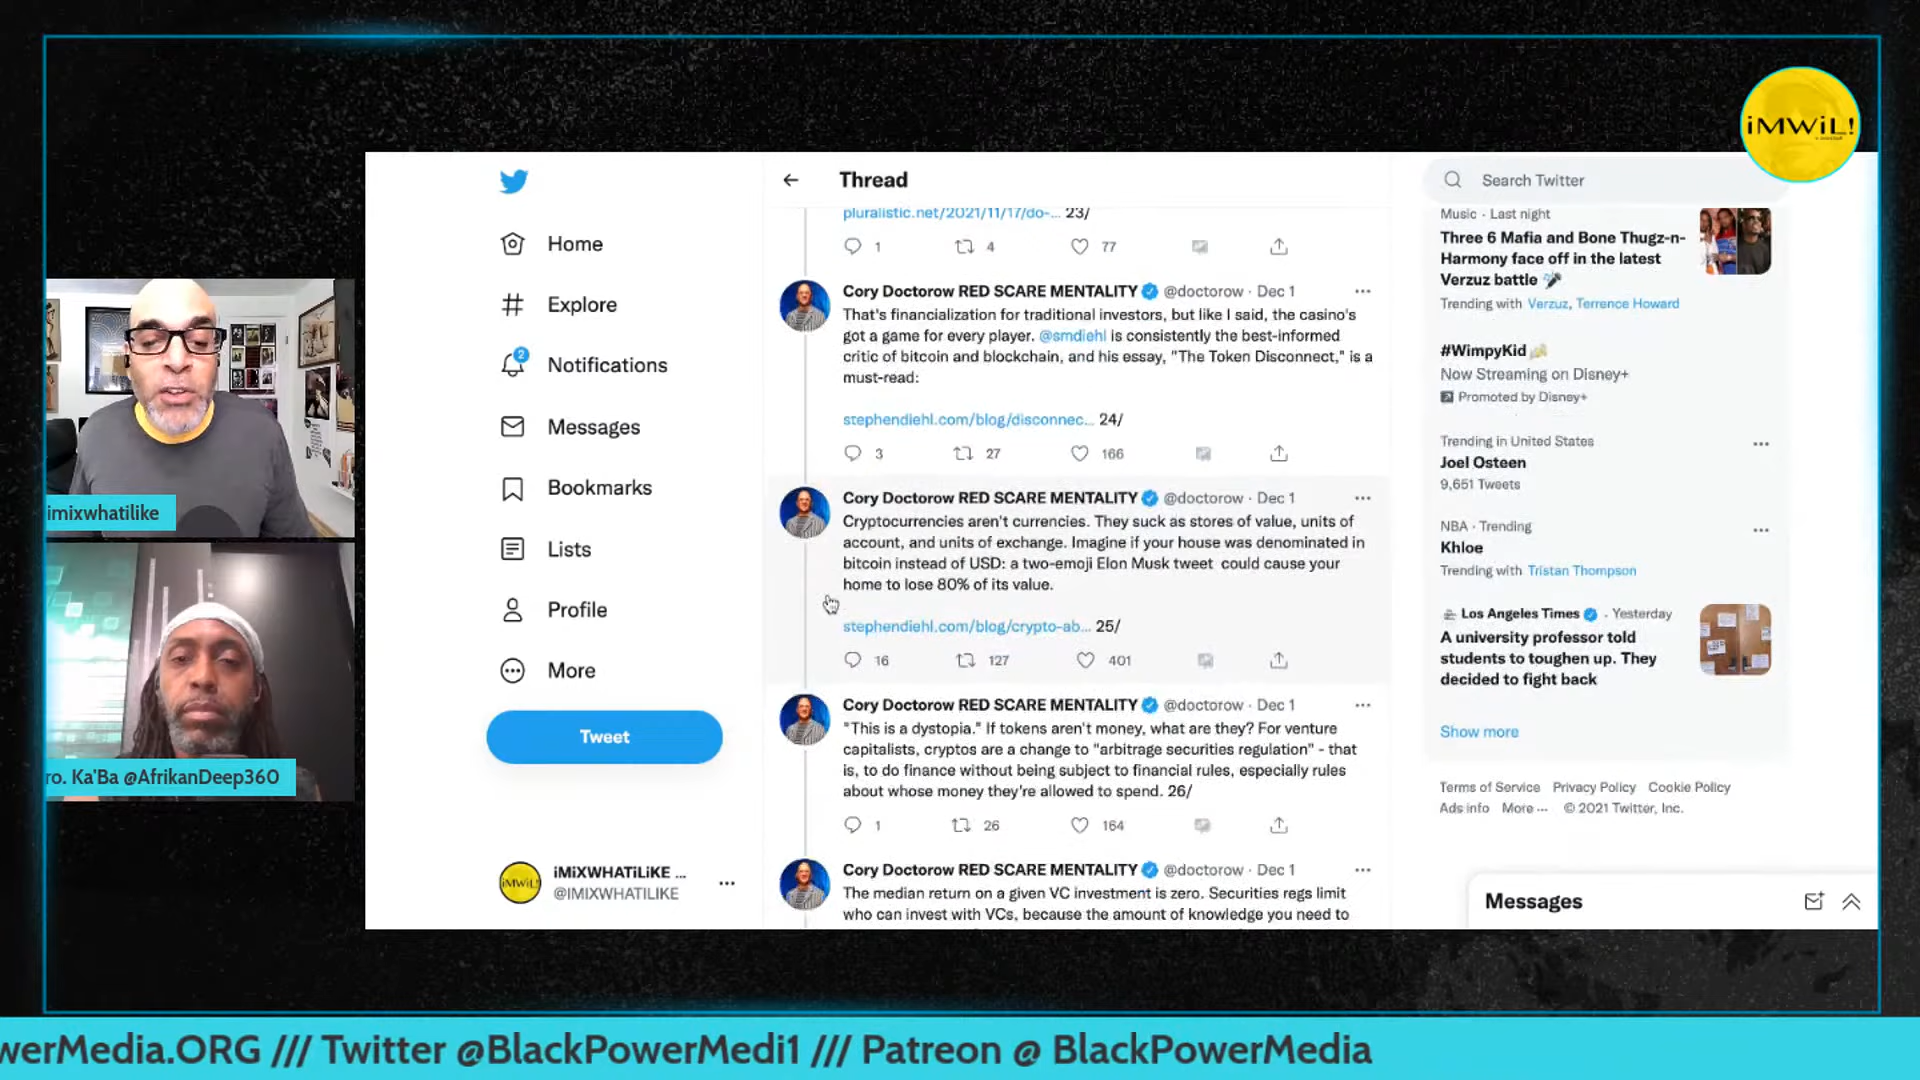 iMWiL!
Home
Explore
2
Notifications
Messages
Bookmarks
Lists
Profile
More
Tweet
iMiXWHATiLiKE ...
@IMIXWHATILIKE
iMWiL!
imixwhatilike
ro. Ka'Ba @AfrikanDeep360
Thread
pluralistic.net/2021/11/17/do-... 23/
1 4 77
Cory Doctorow RED SCARE MENTALITY @doctorow · Dec 1
That's financialization for traditional investors, but like I said, the casino's
got a game for every player. @smdiehl is consistently the best-informed
critic of bitcoin and blockchain, and his essay, "The Token Disconnect," is a
must-read:
stephendiehl.com/blog/disconnec... 24/
3 27 166
Cory Doctorow RED SCARE MENTALITY @doctorow · Dec 1
Cryptocurrencies aren't currencies. They suck as stores of value, units of
account, and units of exchange. Imagine if your house was denominated in
bitcoin instead of USD: a two-emoji Elon Musk tweet could cause your
home to lose 80% of its value.
stephendiehl.com/blog/crypto-ab... 25/
16 127 401
Cory Doctorow RED SCARE MENTALITY @doctorow · Dec 1
"This is a dystopia." If tokens aren't money, what are they? For venture
capitalists, cryptos are a change to "arbitrage securities regulation" - that
is, to do finance without being subject to financial rules, especially rules
about whose money they're allowed to spend. 26/
1 26 164
Cory Doctorow RED SCARE MENTALITY @doctorow · Dec 1
The median return on a given VC investment is zero. Securities regs limit
who can invest with VCs, because the amount of knowledge you need to
Search Twitter
Music · Last night
Three 6 Mafia and Bone Thugz-n-
Harmony face off in the latest
Verzuz battle
Trending with Verzuz, Terrence Howard
#WimpyKid
Now Streaming on Disney+
Promoted by Disney+
Trending in United States
Joel Osteen
9,651 Tweets
NBA · Trending
Khloe
Trending with Tristan Thompson
Los Angeles Times · Yesterday
A university professor told
students to toughen up. They
decided to fight back
Show more
Terms of Service Privacy Policy Cookie Policy
Ads info More ... © 2021 Twitter, Inc.
Messages
werMedia.ORG /// Twitter @BlackPowerMedi1 /// Patreon @ BlackPowerMedia